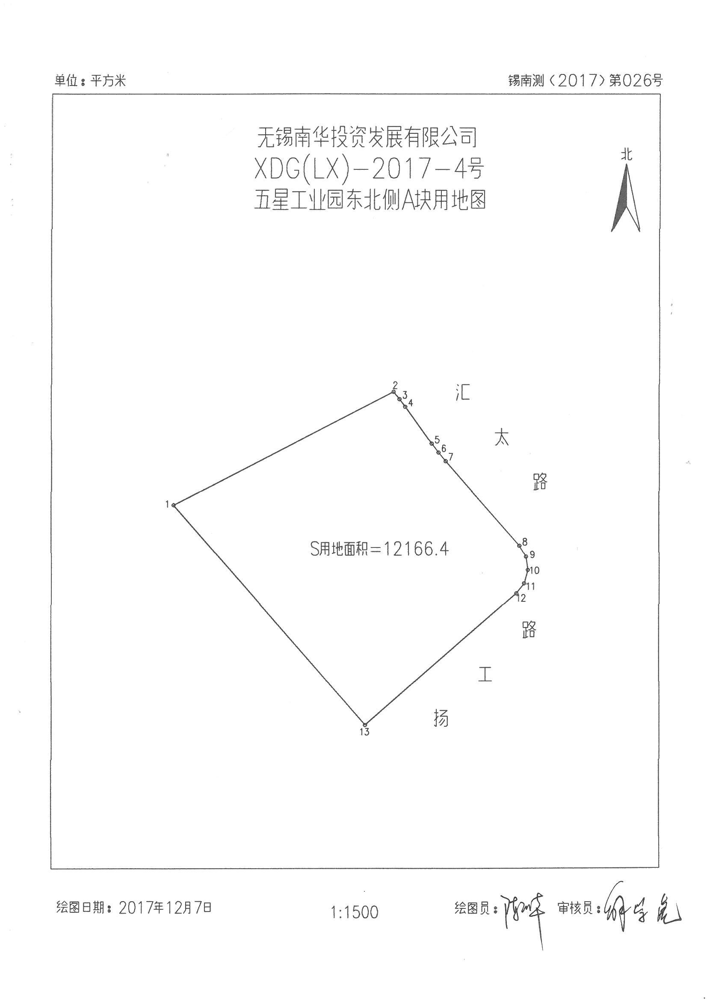 单位：平方米
锡南测（2017）第026号
无锡南华投资发展有限公司
XDG(LX)-2017-4号
五星工业园东北侧A块用地图
北
2
3
4
汇
5
6
7
太
路
1
8
S用地面积=12166.4
9
10
11
12
路
工
扬
13
绘图日期：2017年12月7日
1:1500
绘图员：
审核员：